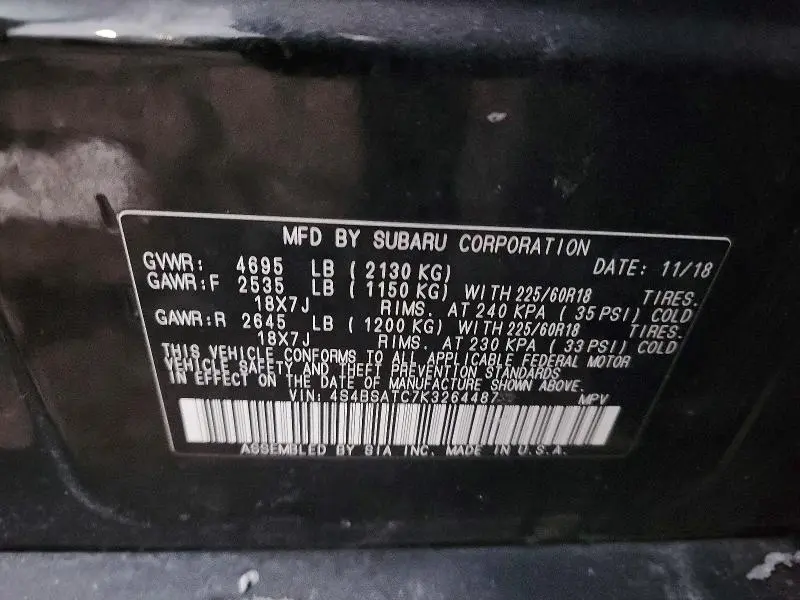 MFD BY SUBARU CORPORATION
GVWR: 4695 LB ( 2130 KG) DATE: 11/18
GAWR:F 2535 LB ( 1150 KG) WITH 225/60R18 TIRES.
18X7J RIMS. AT 240 KPA ( 35 PSI) COLD
GAWR:R 2645 LB ( 1200 KG) WITH 225/60R18 TIRES.
18X7J RIMS. AT 230 KPA ( 33 PSI) COLD
THIS VEHICLE CONFORMS TO ALL APPLICABLE FEDERAL MOTOR
VEHICLE SAFETY AND THEFT PREVENTION STANDARDS
IN EFFECT ON THE DATE OF MANUFACTURE SHOWN ABOVE.
VIN: 4S4BSATC7K3264487 MPV
ASSEMBLED BY SIA INC. MADE IN U.S.A.